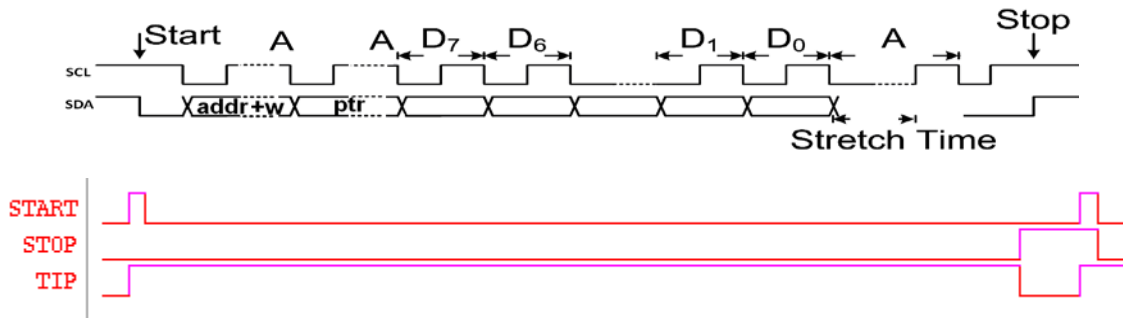 Start Stop
A A D₇ D₆ D₁ D₀ A
SCL
SDA addr+w ptr
Stretch Time
START
STOP
TIP